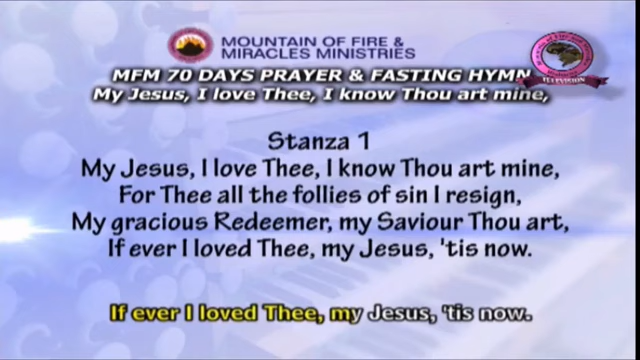 MOUNTAIN OF FIRE &
MIRACLES MINISTRIES
MFM 70 DAYS PRAYER & FASTING HYMN
My Jesus, I love Thee, I know Thou art mine,
TELEVISION
Stanza 1
My Jesus, I love Thee, I know Thou art mine,
For Thee all the follies of sin I resign,
My gracious Redeemer, my Saviour Thou art,
If ever I loved Thee, my Jesus, 'tis now.
If ever I loved Thee, my Jesus, 'tis now.